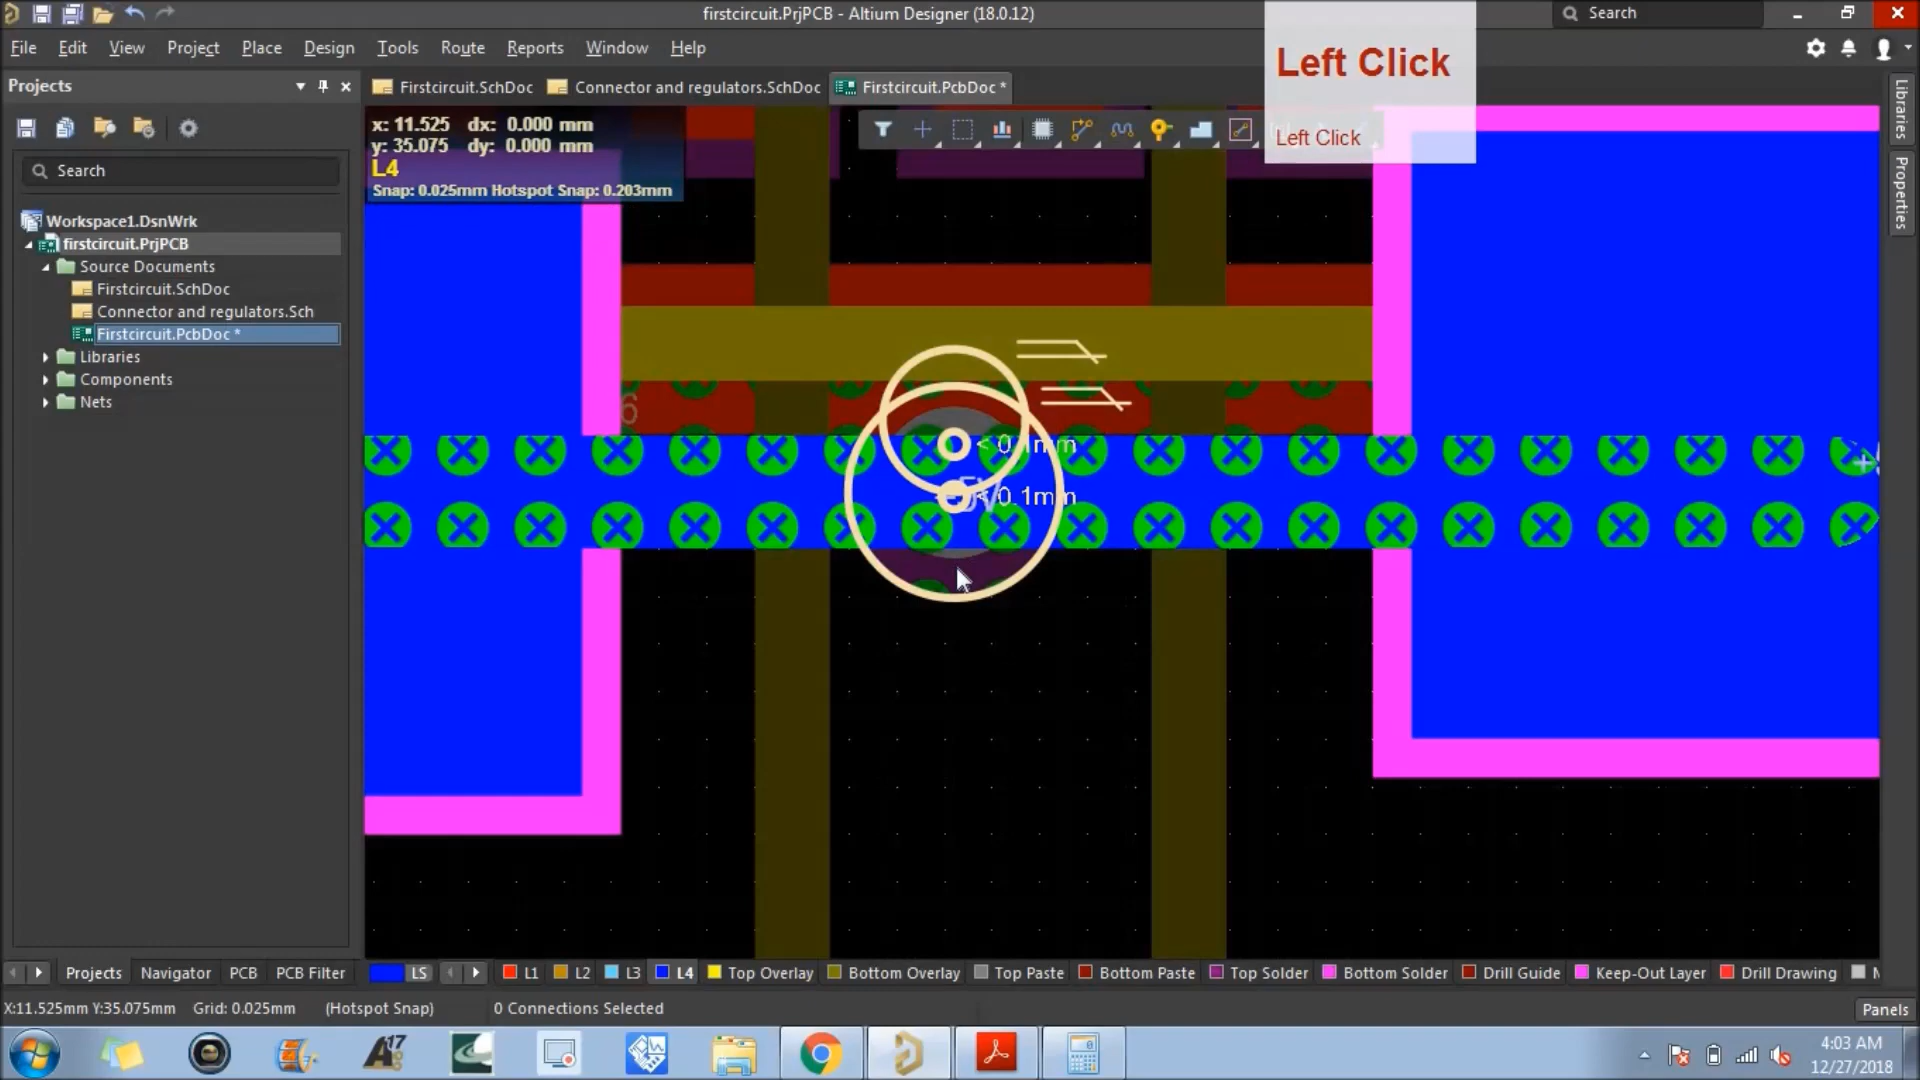 firstcircuit.PrjPCB - Altium Designer (18.0.12)
Search
File Edit View Project Place Design Tools Route Reports Window Help
Left Click
Left Click
Projects
Firstcircuit.SchDoc
Connector and regulators.SchDoc
Firstcircuit.PcbDoc *
Libraries
Properties
x: 11.525 dx: 0.000 mm
y: 35.075 dy: 0.000 mm
L4
Snap: 0.025mm Hotspot Snap: 0.203mm
Search
Workspace1.DsnWrk
firstcircuit.PrjPCB
Source Documents
Firstcircuit.SchDoc
Connector and regulators.Sch
Firstcircuit.PcbDoc *
Libraries
Components
Nets
6
< 0.1mm
< 0.1mm
Projects Navigator PCB PCB Filter
LS L1 L2 L3 L4 Top Overlay Bottom Overlay Top Paste Bottom Paste Top Solder Bottom Solder Drill Guide Keep-Out Layer Drill Drawing
X:11.525mm Y:35.075mm Grid: 0.025mm (Hotspot Snap) 0 Connections Selected
Panels
4:03 AM
12/27/2018